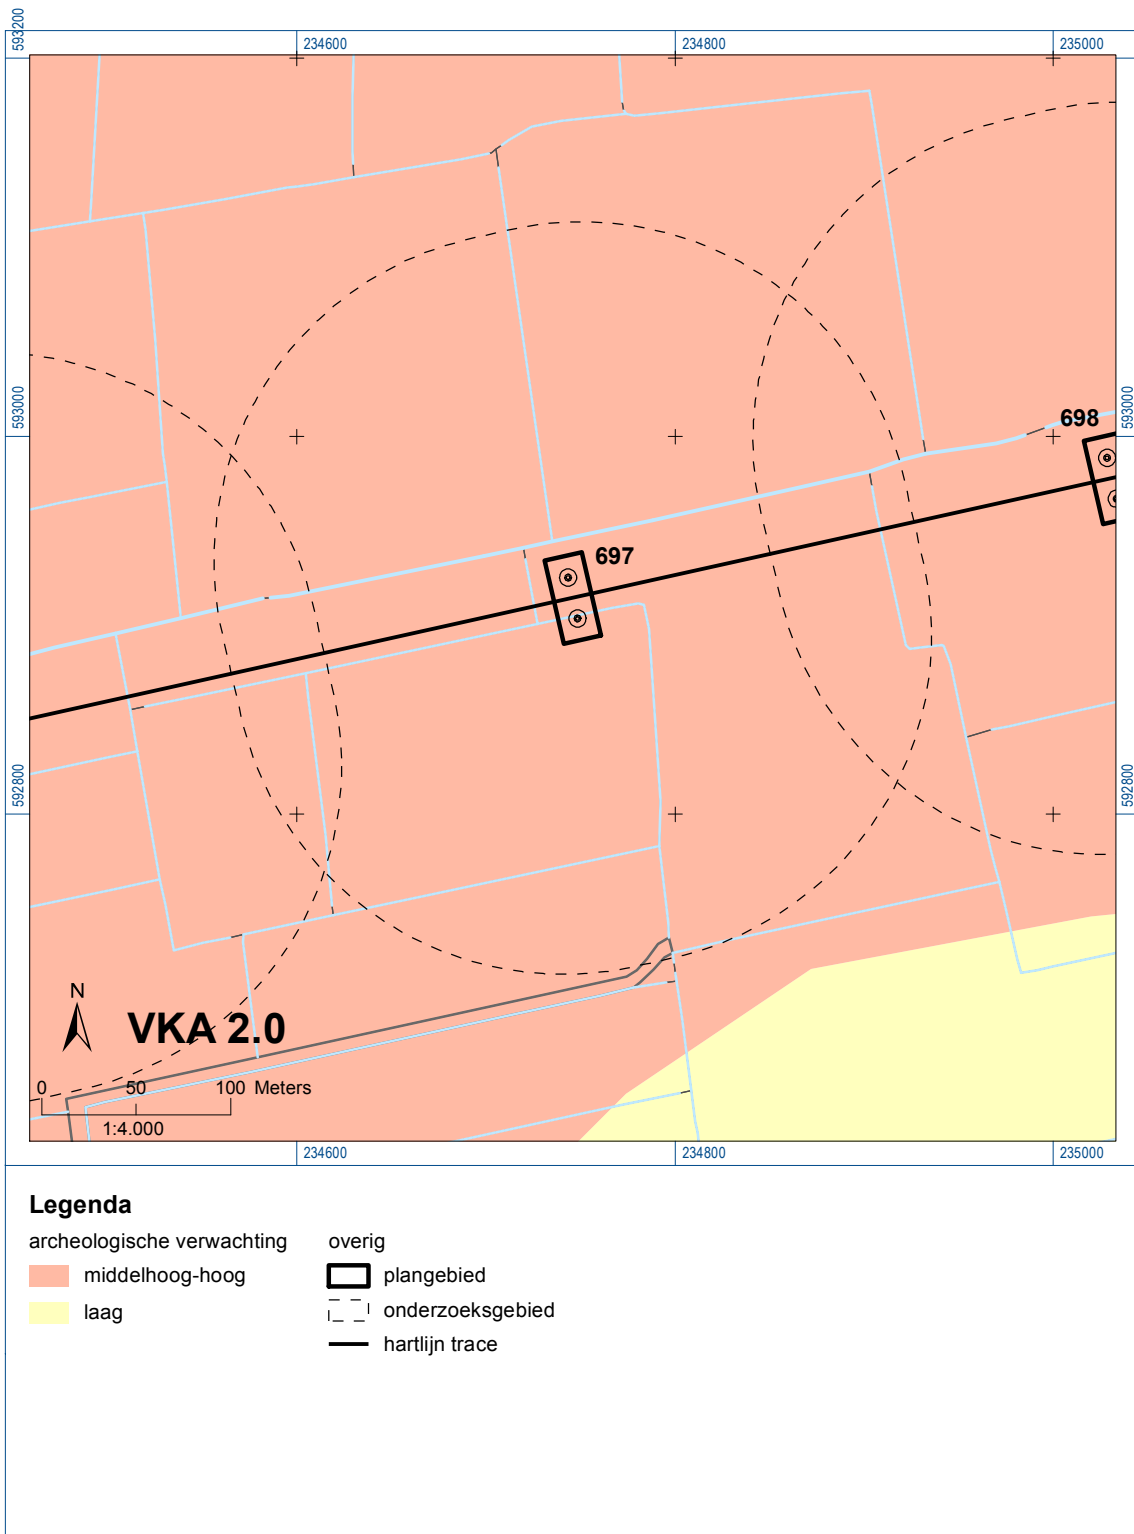 593200
234600 234800 235000
593000 593000
698
697
592800 592800
N
VKA 2.0
0 50 100 Meters
1:4.000
234600 234800 235000
Legenda
archeologische verwachting overig
middelhoog-hoog plangebied
laag onderzoeksgebied
hartlijn trace